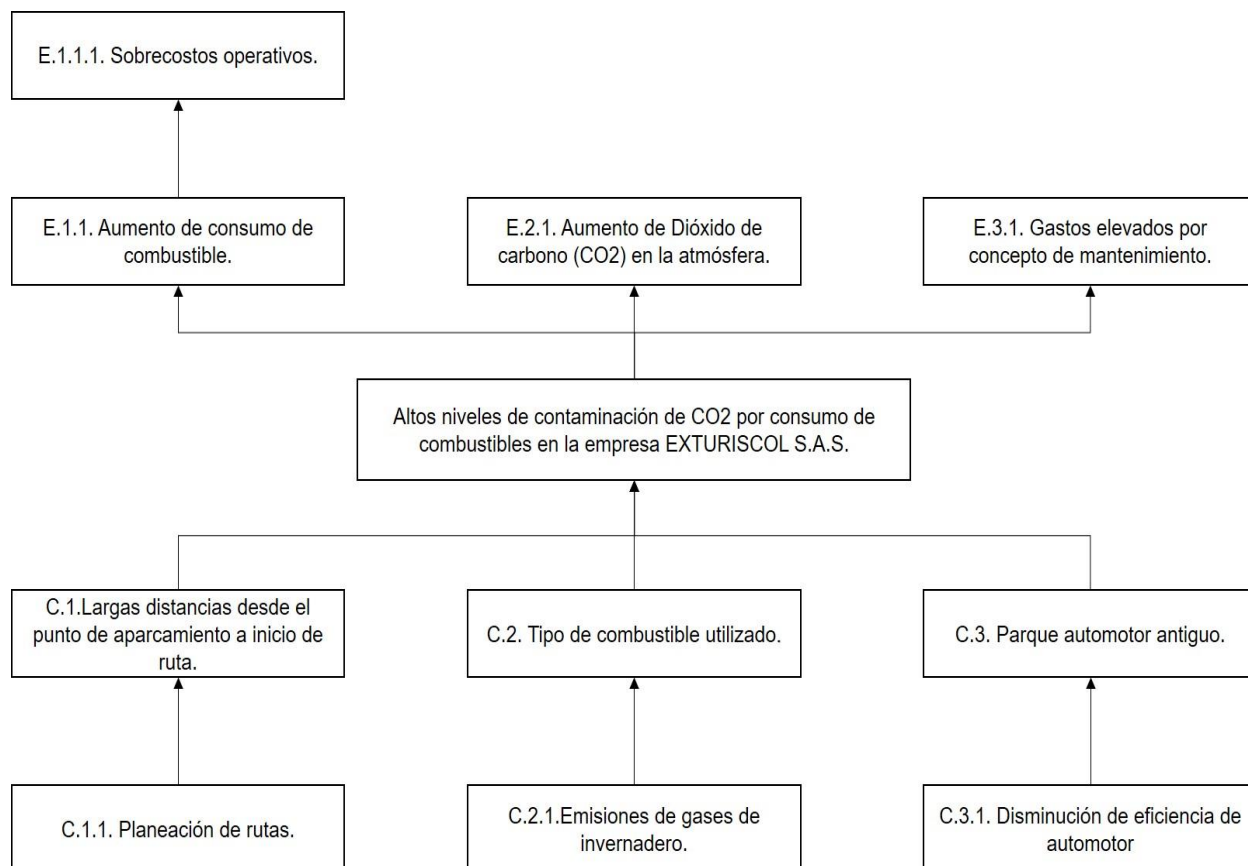 E.1.1.1. Sobrecostos operativos.
E.1.1. Aumento de consumo de
combustible.
E.2.1. Aumento de Dióxido de
carbono (CO2) en la atmósfera.
E.3.1. Gastos elevados por
concepto de mantenimiento.
Altos niveles de contaminación de CO2 por consumo de
combustibles en la empresa EXTURISCOL S.A.S.
C.1.Largas distancias desde el
punto de aparcamiento a inicio de
ruta.
C.2. Tipo de combustible utilizado.
C.3. Parque automotor antiguo.
C.1.1. Planeación de rutas.
C.2.1.Emisiones de gases de
invernadero.
C.3.1. Disminución de eficiencia de
automotor